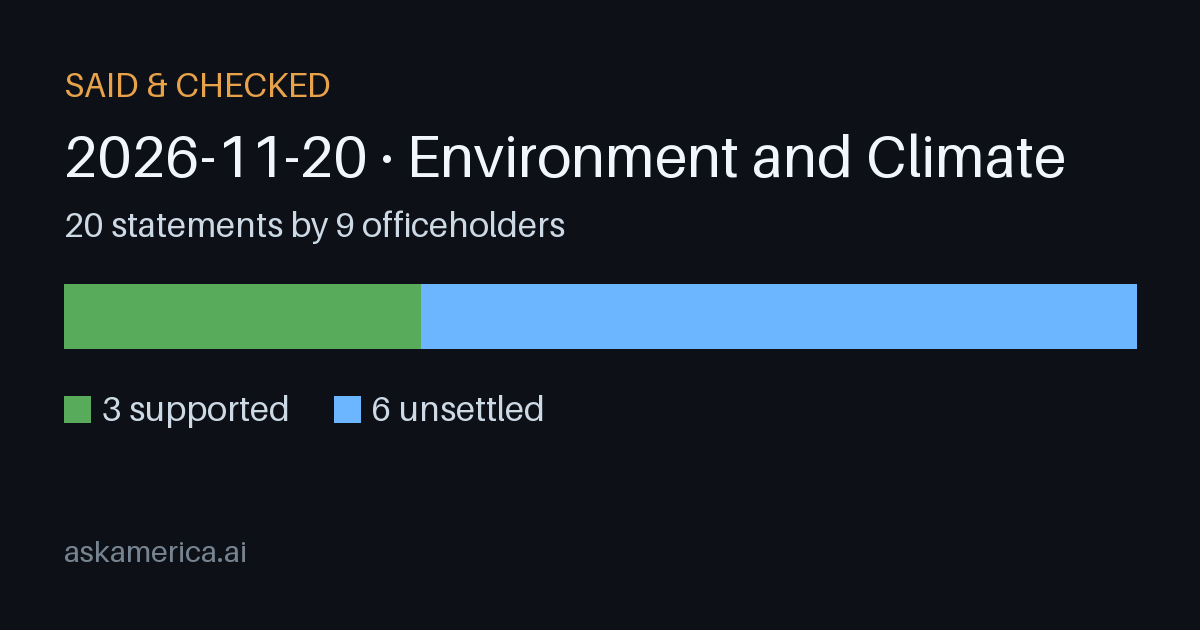 SAID & CHECKED
2026-11-20 · Environment and Climate
20 statements by 9 officeholders
3 supported 6 unsettled
askamerica.ai